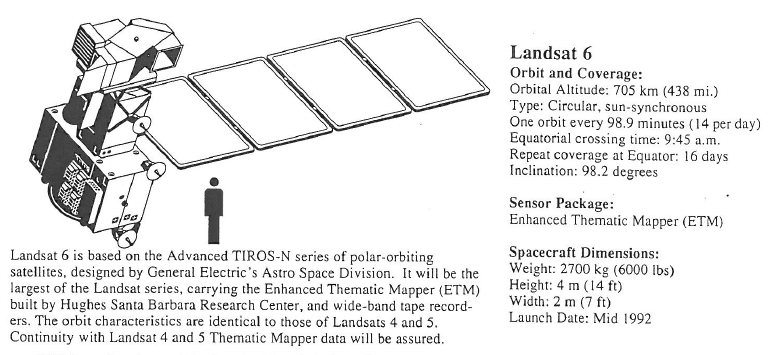 Landsat 6
Orbit and Coverage:
Orbital Altitude: 705 km (438 mi.)
Type: Circular, sun-synchronous
One orbit every 98.9 minutes (14 per day)
Equatorial crossing time: 9:45 a.m.
Repeat coverage at Equator: 16 days
Inclination: 98.2 degrees
Sensor Package:
Enhanced Thematic Mapper (ETM)
Spacecraft Dimensions:
Weight: 2700 kg (6000 lbs)
Height: 4 m (14 ft)
Width: 2 m (7 ft)
Launch Date: Mid 1992
Landsat 6 is based on the Advanced TIROS-N series of polar-orbiting
satellites, designed by General Electric's Astro Space Division. It will be the
largest of the Landsat series, carrying the Enhanced Thematic Mapper (ETM)
built by Hughes Santa Barbara Research Center, and wide-band tape record-
ers. The orbit characteristics are identical to those of Landsats 4 and 5.
Continuity with Landsat 4 and 5 Thematic Mapper data will be assured.